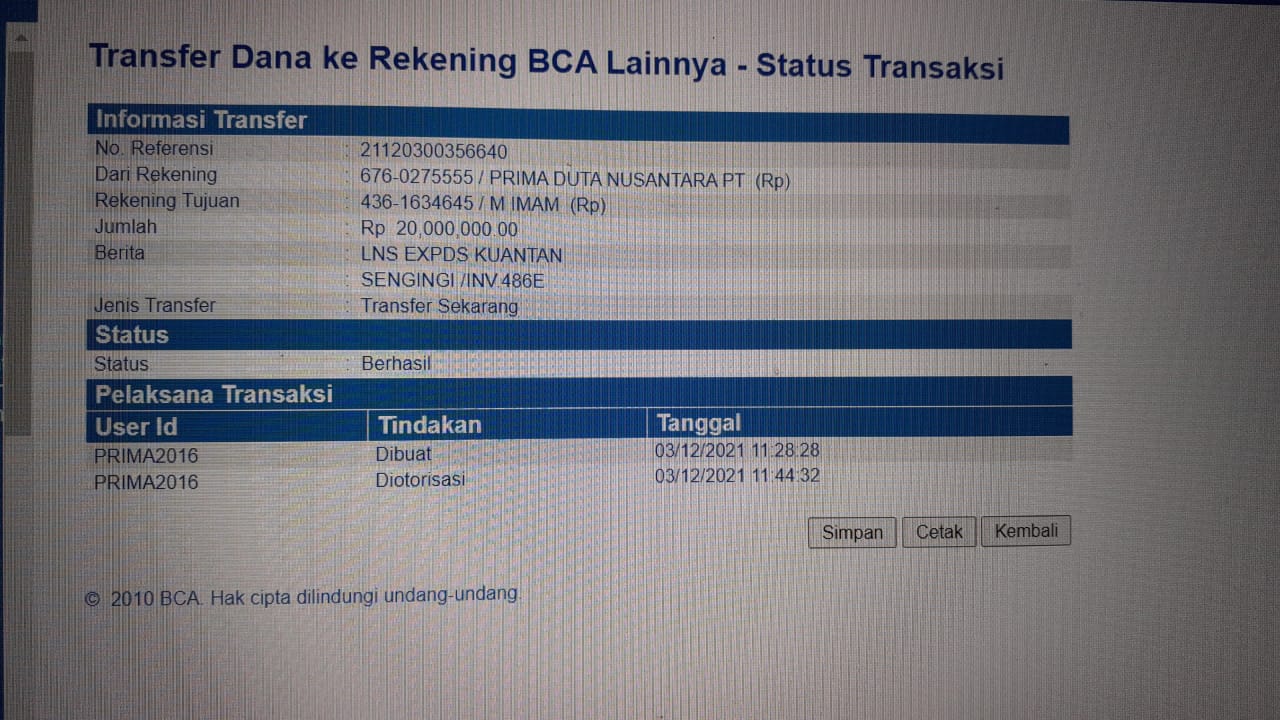 Transfer Dana ke Rekening BCA Lainnya - Status Transaksi
Informasi Transfer
No. Referensi : 21120300356640
Dari Rekening : 676-0275555 / PRIMA DUTA NUSANTARA PT (Rp)
Rekening Tujuan : 436-1634645 / M IMAM (Rp)
Jumlah : Rp 20,000,000.00
Berita : LNS EXPDS KUANTAN
: SENGINGI /INV.486E
Jenis Transfer : Transfer Sekarang
Status
Status : Berhasil
Pelaksana Transaksi
User Id Tindakan Tanggal
PRIMA2016 Dibuat 03/12/2021 11:28:28
PRIMA2016 Diotorisasi 03/12/2021 11:44:32
Simpan Cetak Kembali
© 2010 BCA. Hak cipta dilindungi undang-undang.